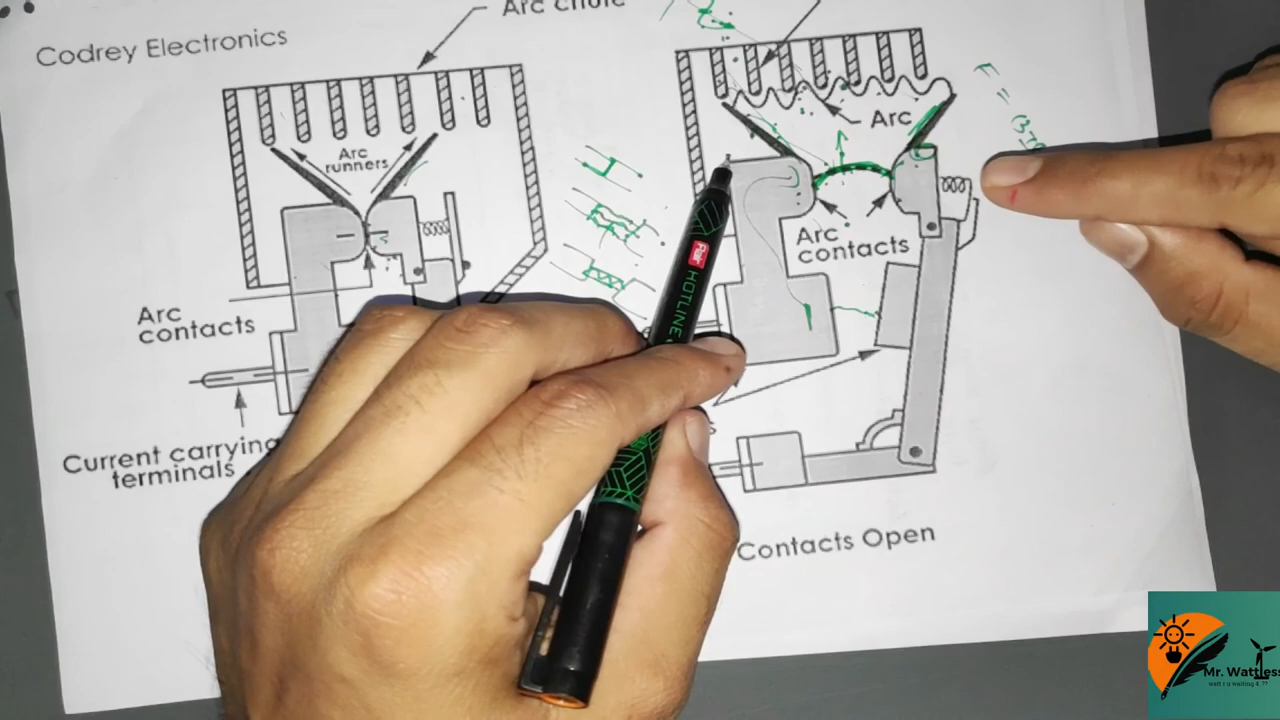 Arc chute
Codrey Electronics
Arc
runners
Arc
Arc
contacts
Arc
contacts
Current carrying
terminals
s
Contacts Open
Flair HOTLINE
Mr. Wattless